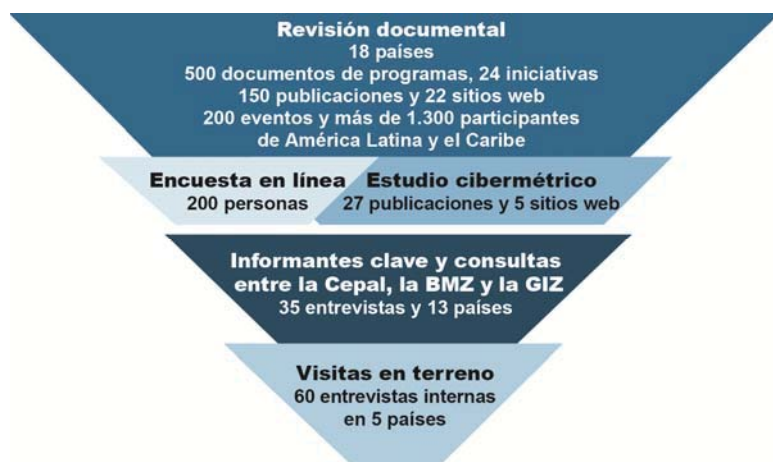 Revisión documental
18 países
500 documentos de programas, 24 iniciativas
150 publicaciones y 22 sitios web
200 eventos y más de 1.300 participantes
de América Latina y el Caribe
Encuesta en línea
200 personas
Estudio cibermétrico
27 publicaciones y 5 sitios web
Informantes clave y consultas
entre la Cepal, la BMZ y la GIZ
35 entrevistas y 13 países
Visitas en terreno
60 entrevistas internas
en 5 países